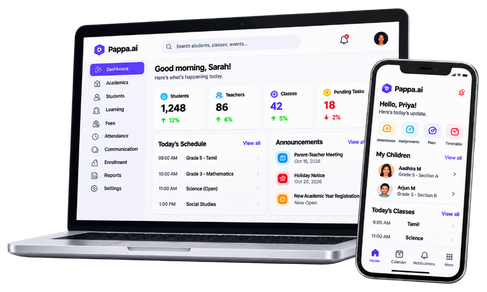 Pappa.ai
Search students, classes, events...
Dashboard
Academics
Students
Learning
Fees
Attendance
Communication
Enrollment
Reports
Settings
Good morning, Sarah!
Here's what's happening today.
Students
1,248
↑ 12%
Teachers
86
↑ 6%
Classes
42
↑ 5%
Pending Tasks
18
↓ 2%
Today's Schedule View all
09:00 AM Grade 5 - Tamil
10:00 AM Grade 3 - Mathematics
11:00 AM Science (Open)
1:00 PM Social Studies
Announcements View all
Parent-Teacher Meeting
Oct 15, 2026
Holiday Notice
Oct 20, 2026
New Academic Year Registration
Now Open
Pappa.ai
Hello, Priya!
Here's today's update.
Attendance Assignments Fees Timetable
My Children
Aadhira M
Grade 5 - Section A
Arjun M
Grade 3 - Section B
Today's Classes View all
9:00 AM Tamil
11 AM Science
Home Calendar Notifications More